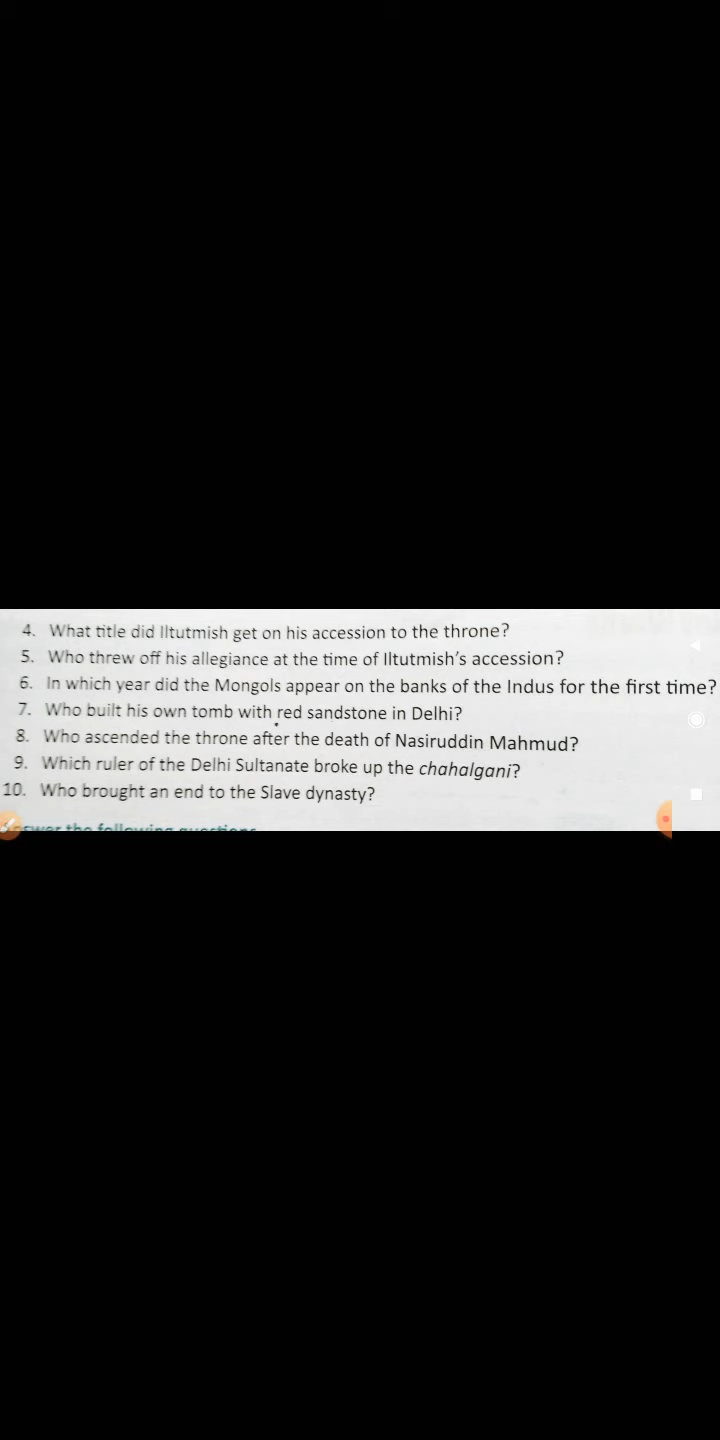 4. What title did Iltutmish get on his accession to the throne?
5. Who threw off his allegiance at the time of Iltutmish's accession?
6. In which year did the Mongols appear on the banks of the Indus for the first time?
7. Who built his own tomb with red sandstone in Delhi?
8. Who ascended the throne after the death of Nasiruddin Mahmud?
9. Which ruler of the Delhi Sultanate broke up the chahalgani?
10. Who brought an end to the Slave dynasty?
the following questions